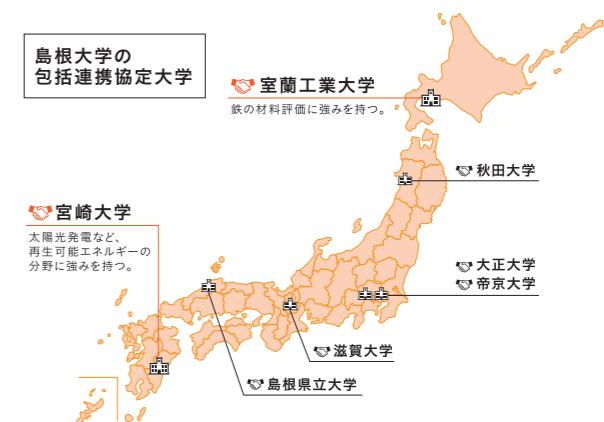 島根大学の
包括連携協定大学
室蘭工業大学
鉄の材料評価に強みを持つ。
秋田大学
宮崎大学
太陽光発電など、
再生可能エネルギーの
分野に強みを持つ。
大正大学
帝京大学
滋賀大学
島根県立大学